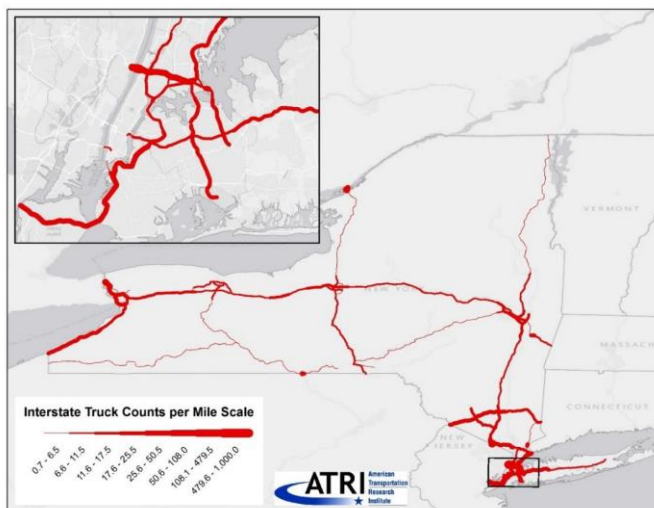 VERMONT
NEW YORK
MASSACH
CONNECTICUT
NEW
JERSEY
Interstate Truck Counts per Mile Scale
0.7 - 6.5
6.6 - 11.5
11.6 - 17.5
17.6 - 25.5
25.6 - 50.5
50.6 - 108.0
108.1 - 479.5
479.6 - 1,000.0
ATRI
American
Transportation
Research
Institute